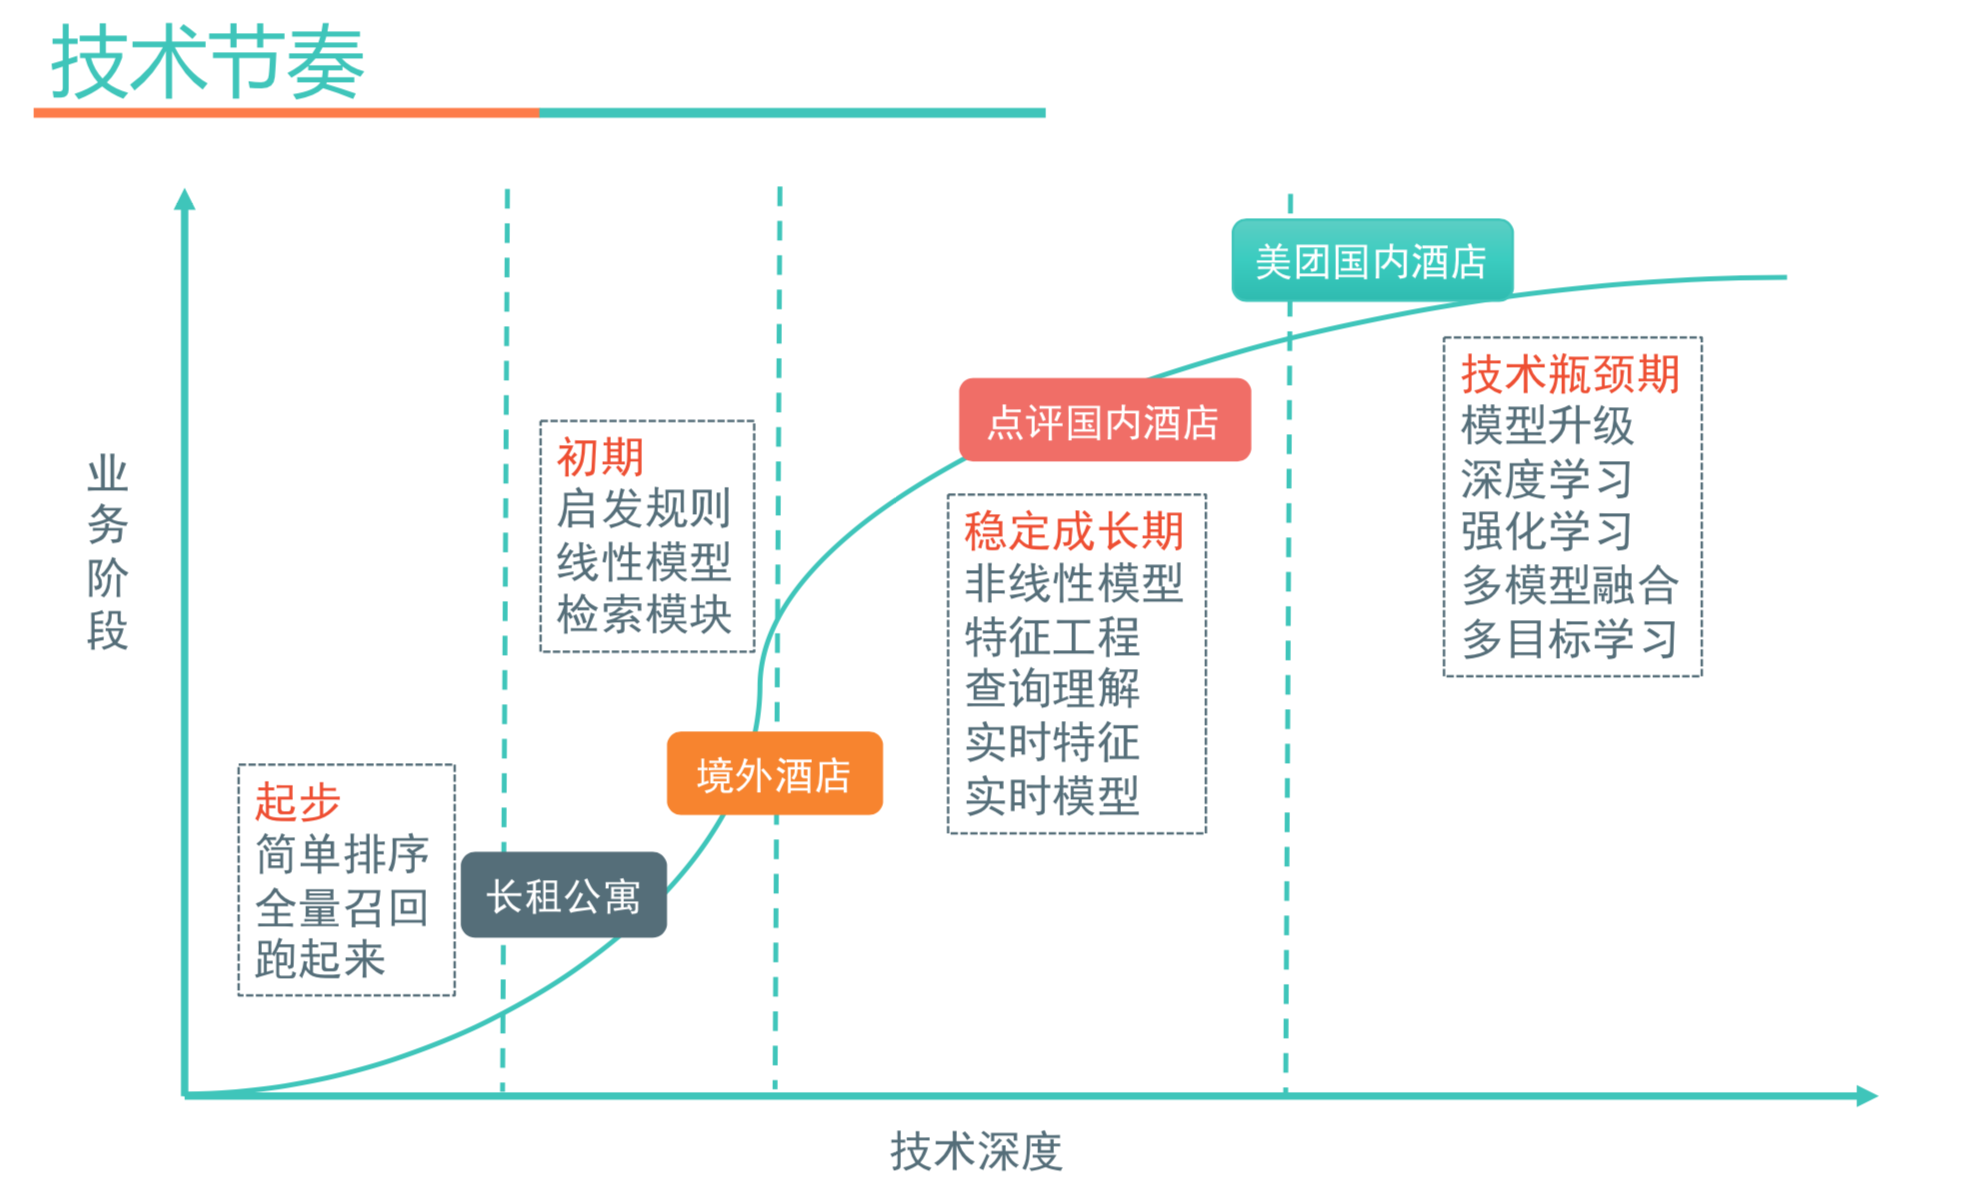 技术节奏
业务阶段
起步
简单排序
全量召回
跑起来
长租公寓
初期
启发规则
线性模型
检索模块
境外酒店
点评国内酒店
稳定成长期
非线性模型
特征工程
查询理解
实时特征
实时模型
美团国内酒店
技术瓶颈期
模型升级
深度学习
强化学习
多模型融合
多目标学习
技术深度